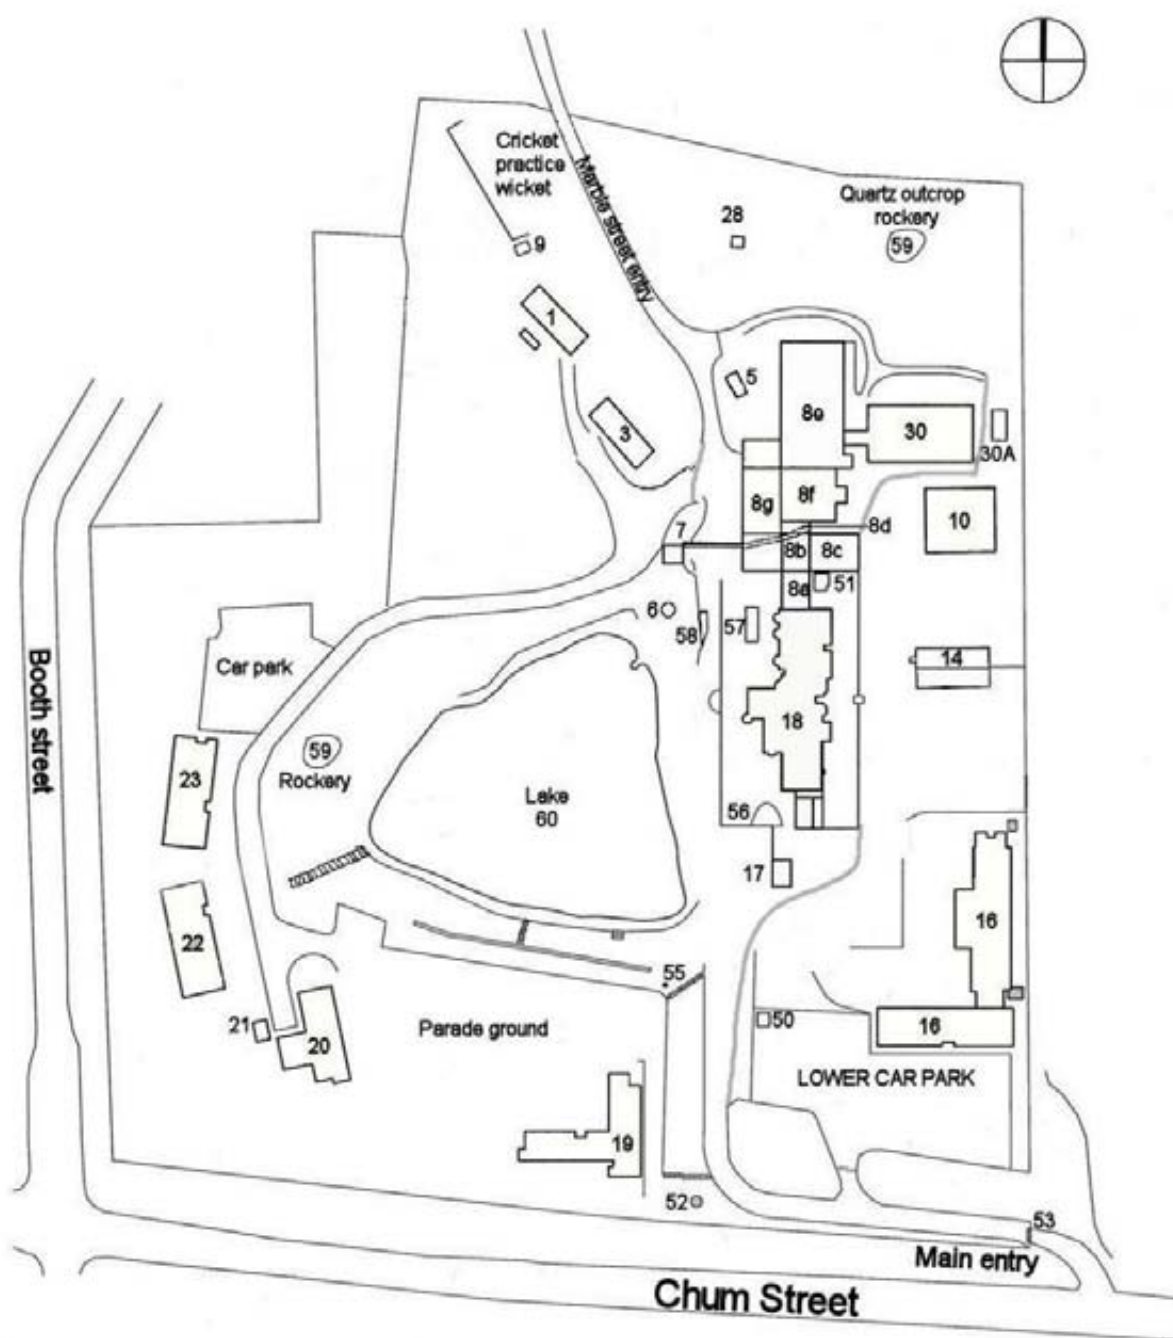 Cricket
practice
wicket
Marble street entry
28
Quartz outcrop
rockery
59
9
1
5
3
8e
30
30A
8g
8f
10
7
8d
8b
8c
8a
51
6
58
57
14
Car park
Booth street
18
59
Rockery
23
Lake
60
56
17
22
16
55
21
20
Parade ground
50
16
LOWER CAR PARK
19
52
53
Main entry
Chum Street